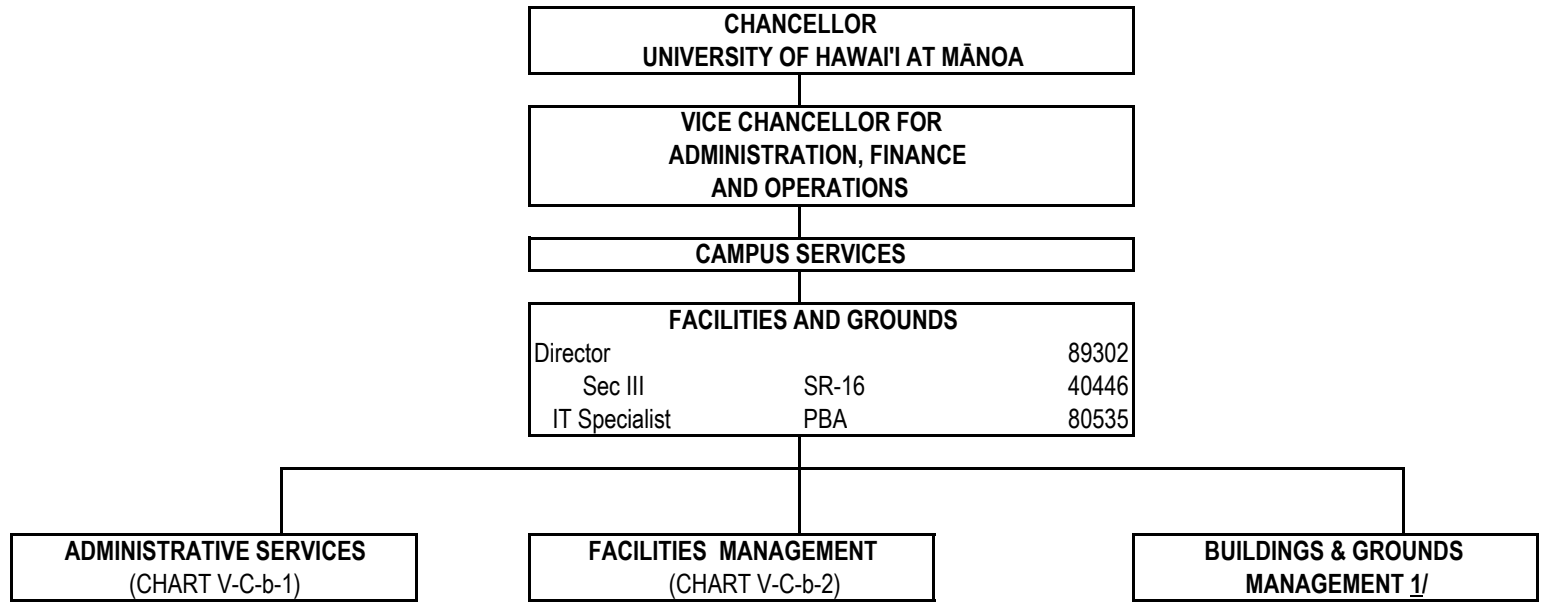 CHANCELLOR
UNIVERSITY OF HAWAI'I AT MĀNOA
VICE CHANCELLOR FOR
ADMINISTRATION, FINANCE
AND OPERATIONS
CAMPUS SERVICES
FACILITIES AND GROUNDS
Director 89302
Sec III SR-16 40446
IT Specialist PBA 80535
ADMINISTRATIVE SERVICES
(CHART V-C-b-1)
FACILITIES MANAGEMENT
(CHART V-C-b-2)
BUILDINGS & GROUNDS
MANAGEMENT 1/